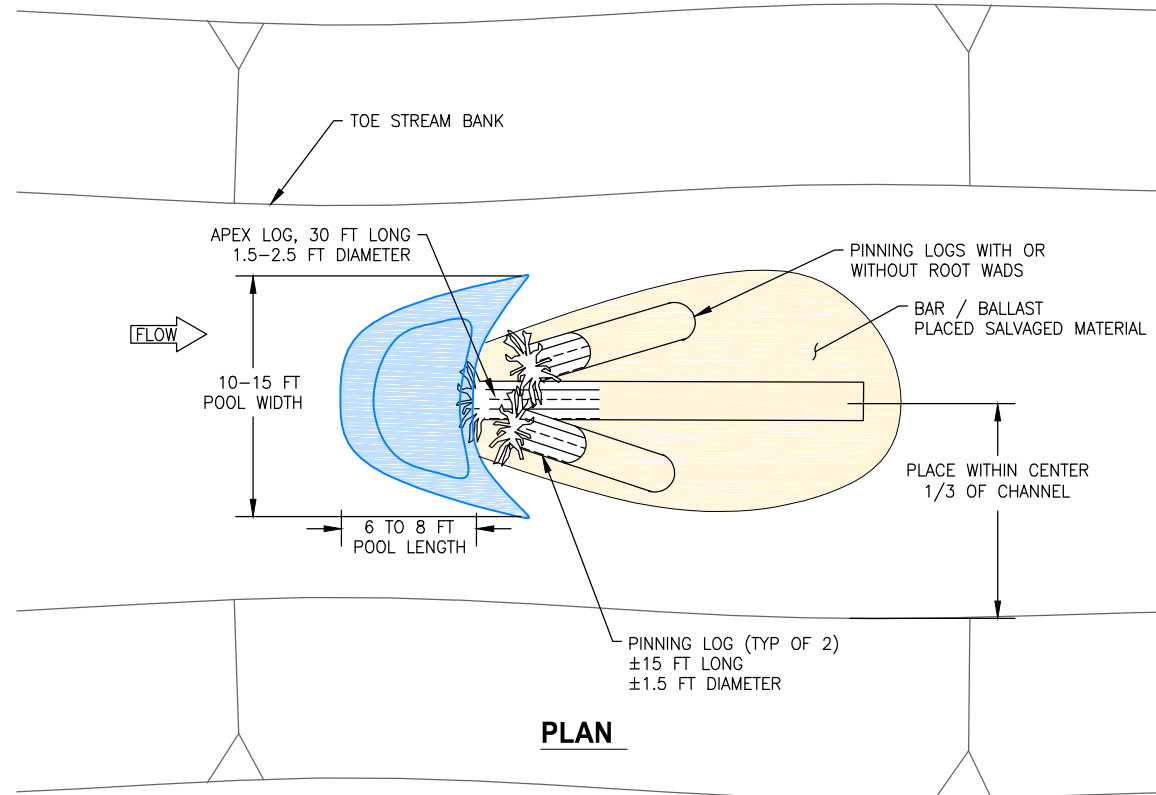 TOE STREAM BANK
APEX LOG, 30 FT LONG
1.5-2.5 FT DIAMETER
PINNING LOGS WITH OR
WITHOUT ROOT WADS
BAR / BALLAST
PLACED SALVAGED MATERIAL
FLOW
10-15 FT
POOL WIDTH
PLACE WITHIN CENTER
1/3 OF CHANNEL
6 TO 8 FT
POOL LENGTH
PINNING LOG (TYP OF 2)
±15 FT LONG
±1.5 FT DIAMETER
PLAN